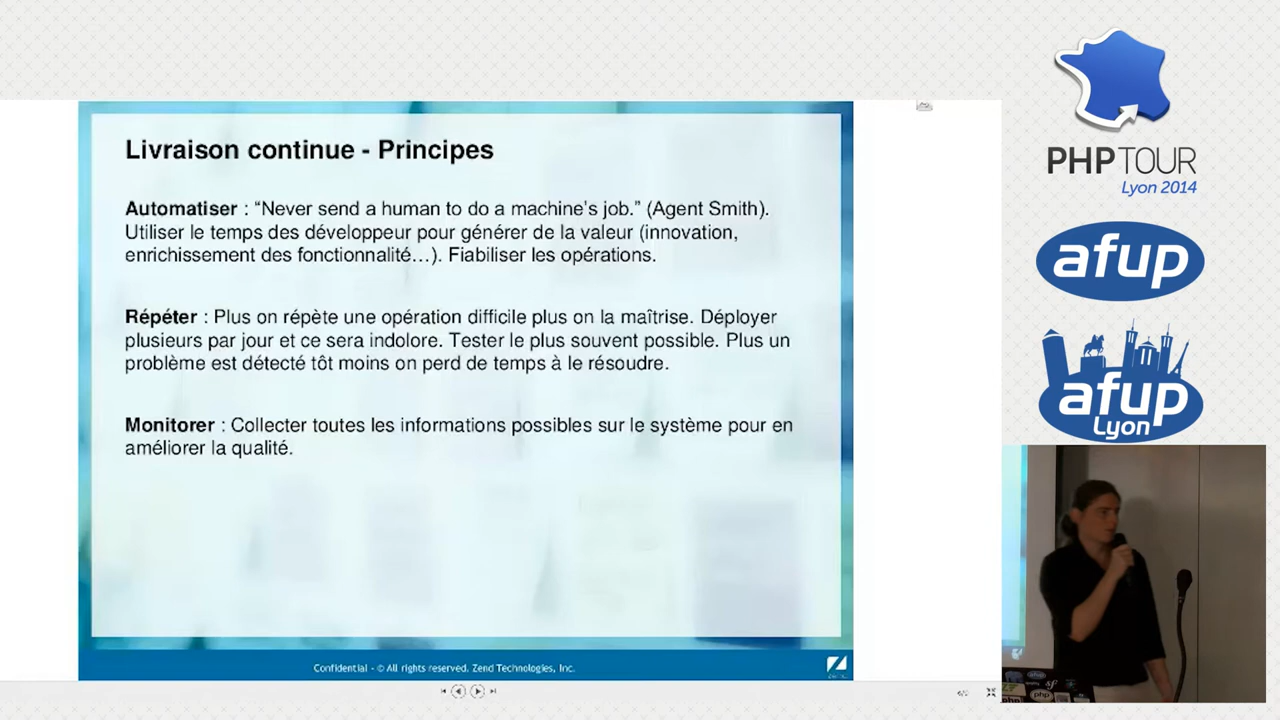 Livraison continue - Principes
Automatiser : “Never send a human to do a machine’s job.” (Agent Smith).
Utiliser le temps des développeur pour générer de la valeur (innovation,
enrichissement des fonctionnalité…). Fiabiliser les opérations.
Répéter : Plus on répète une opération difficile plus on la maîtrise. Déployer
plusieurs par jour et ce sera indolore. Tester le plus souvent possible. Plus un
problème est détecté tôt moins on perd de temps à le résoudre.
Monitorer : Collecter toutes les informations possibles sur le système pour en
améliorer la qualité.
Confidential - © All rights reserved. Zend Technologies, Inc.
PHP TOUR
Lyon 2014
afup
afup
Lyon
php